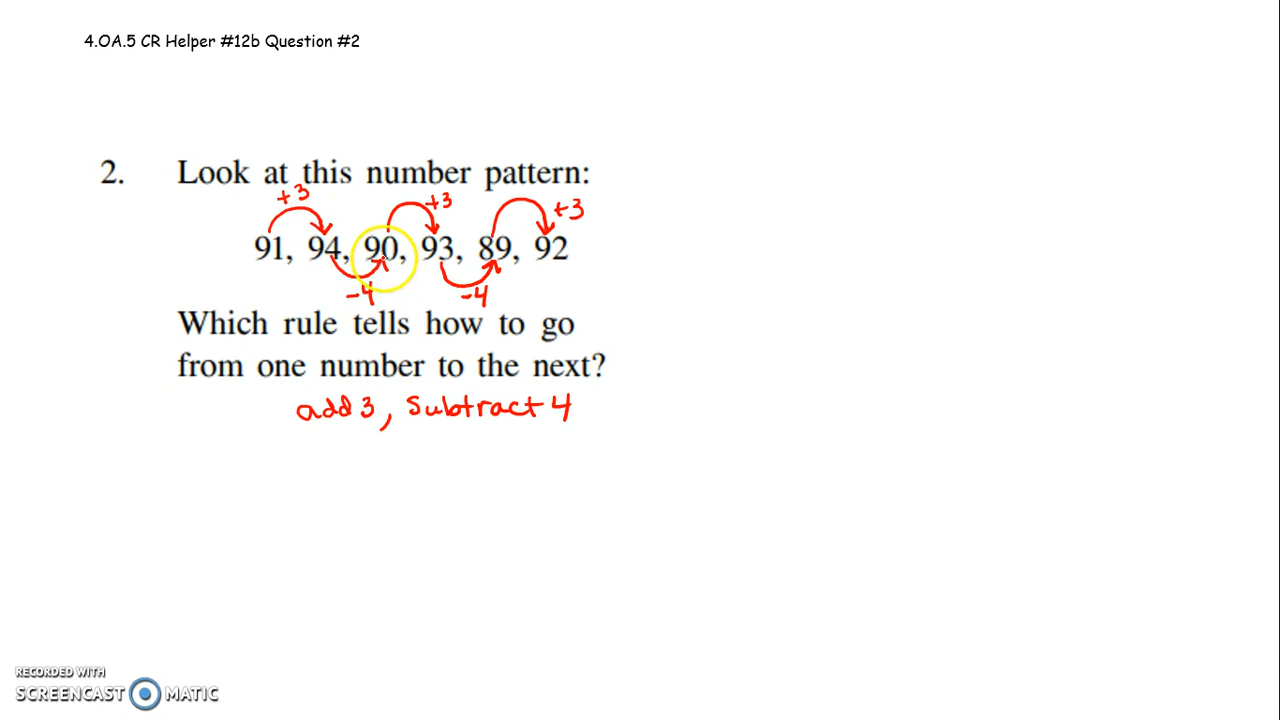 4.OA.5 CR Helper #12b Question #2
2. Look at this number pattern:
+3 +3 +3
91, 94, 90, 93, 89, 92
-4 -4
Which rule tells how to go
from one number to the next?
add 3, Subtract 4
RECORDED WITH
SCREENCAST MATIC